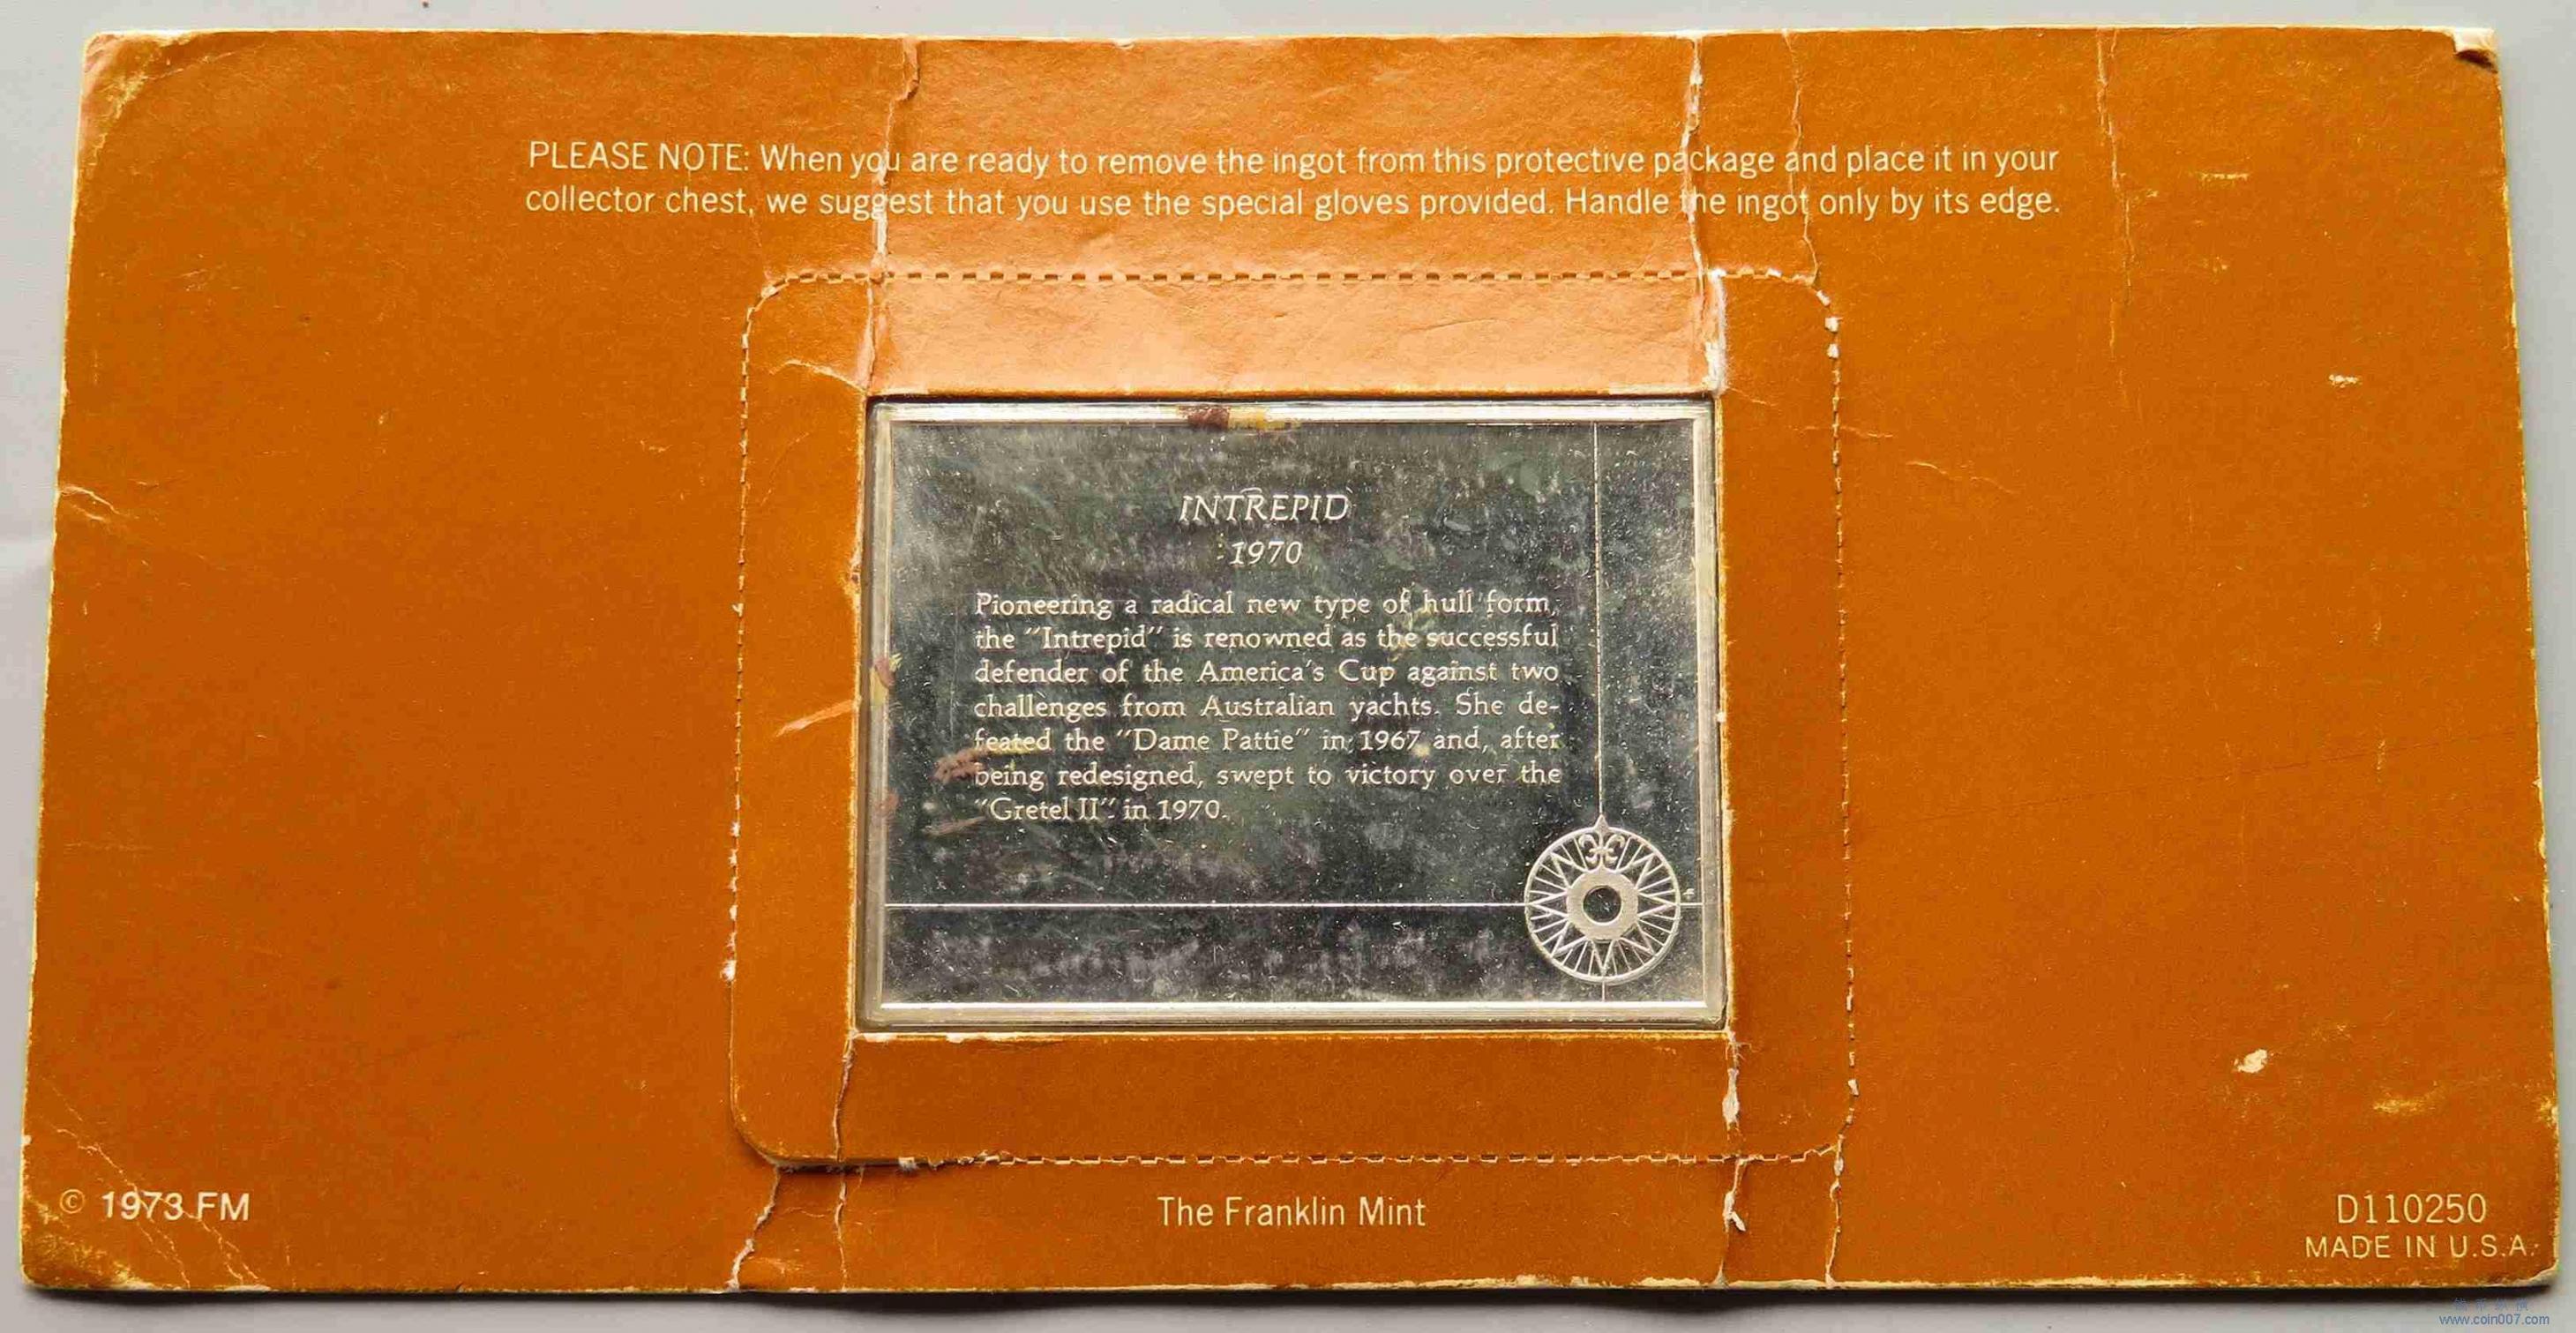 PLEASE NOTE: When you are ready to remove the ingot from this protective package and place it in your
collector chest, we suggest that you use the special gloves provided. Handle the ingot only by its edge.
INTREPID
1970
Pioneering a radical new type of hull form,
the "Intrepid" is renowned as the successful
defender of the America's Cup against two
challenges from Australian yachts. She de-
feated the "Dame Pattie" in 1967 and, after
being redesigned, swept to victory over the
"Gretel II" in 1970.
© 1973 FM
The Franklin Mint
D110250
MADE IN U.S.A.
www.coin007.com